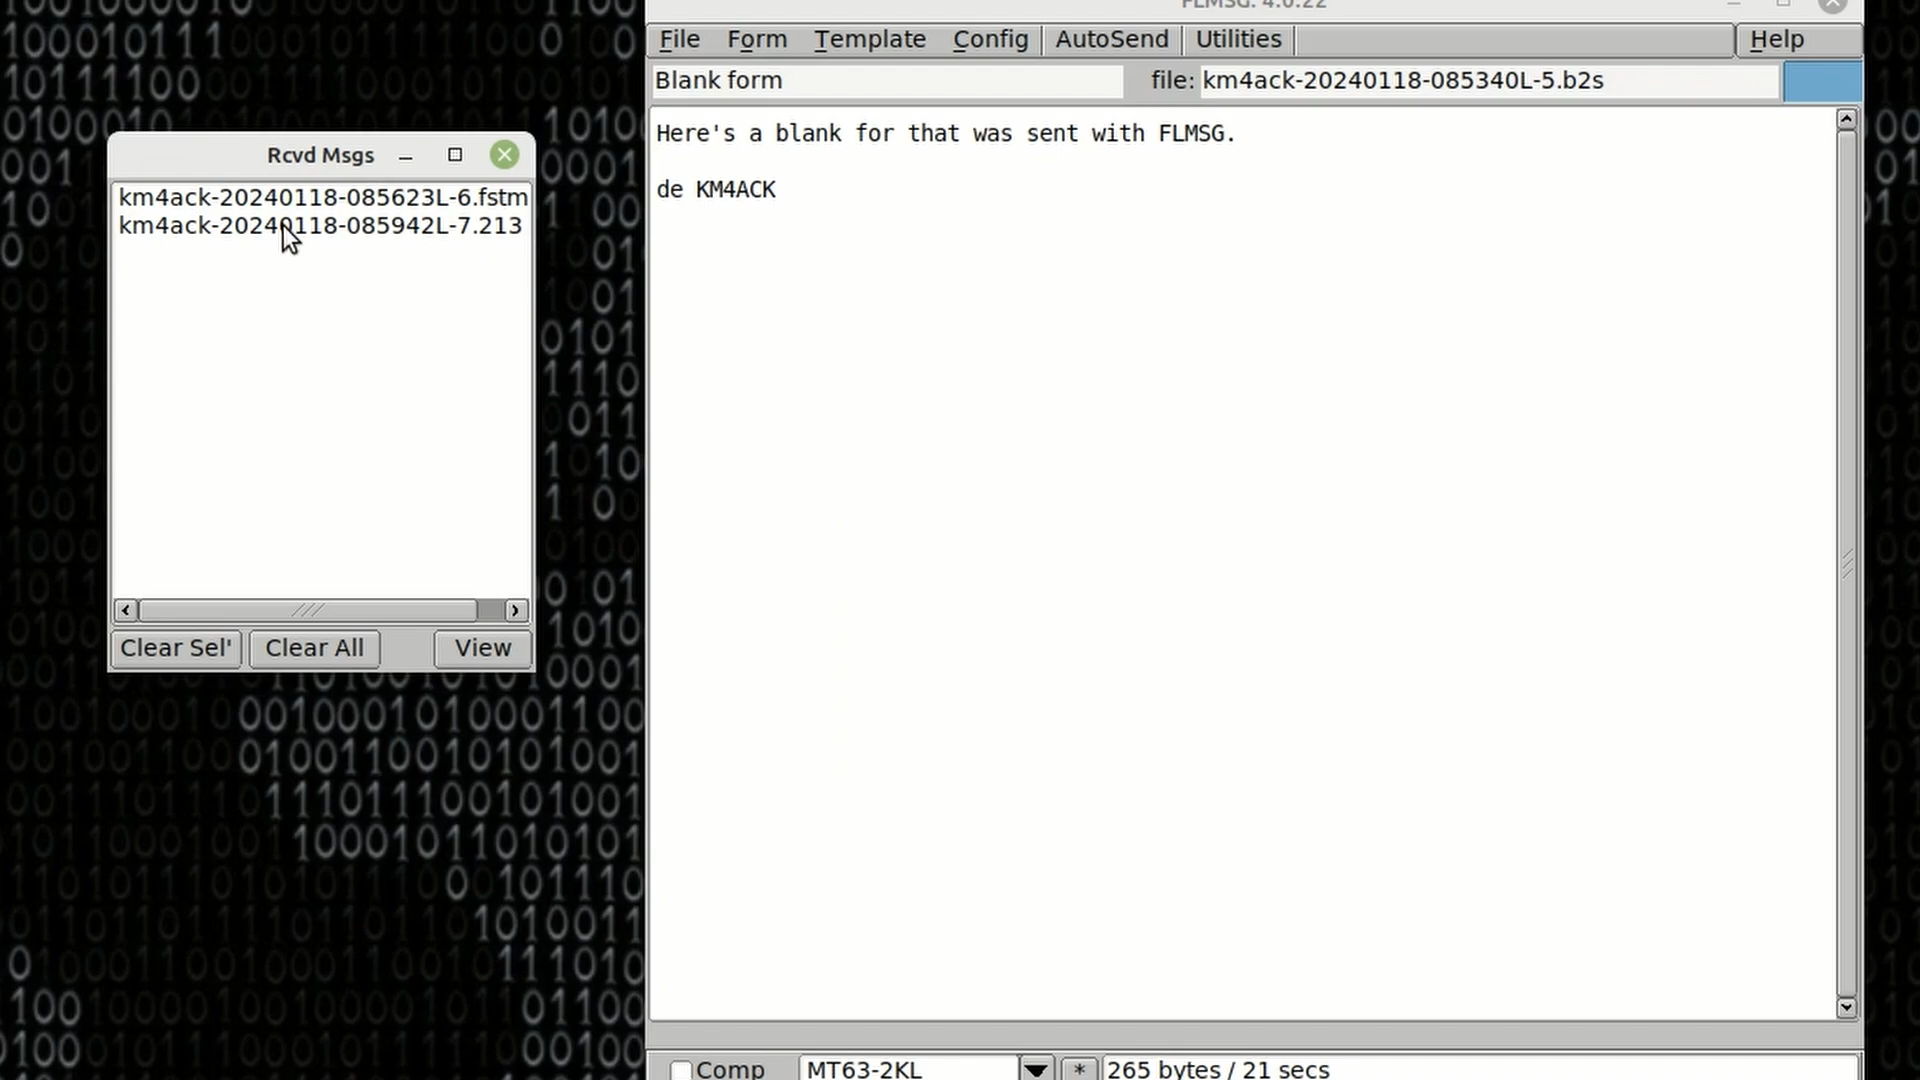 FLMSG: 4.0.22
File Form Template Config AutoSend Utilities Help
Blank form file: km4ack-20240118-085340L-5.b2s
Here's a blank for that was sent with FLMSG.
de KM4ACK
Comp MT63-2KL * 265 bytes / 21 secs
Rcvd Msgs
km4ack-20240118-085623L-6.fstm
km4ack-20240118-085942L-7.213
Clear Sel' Clear All View